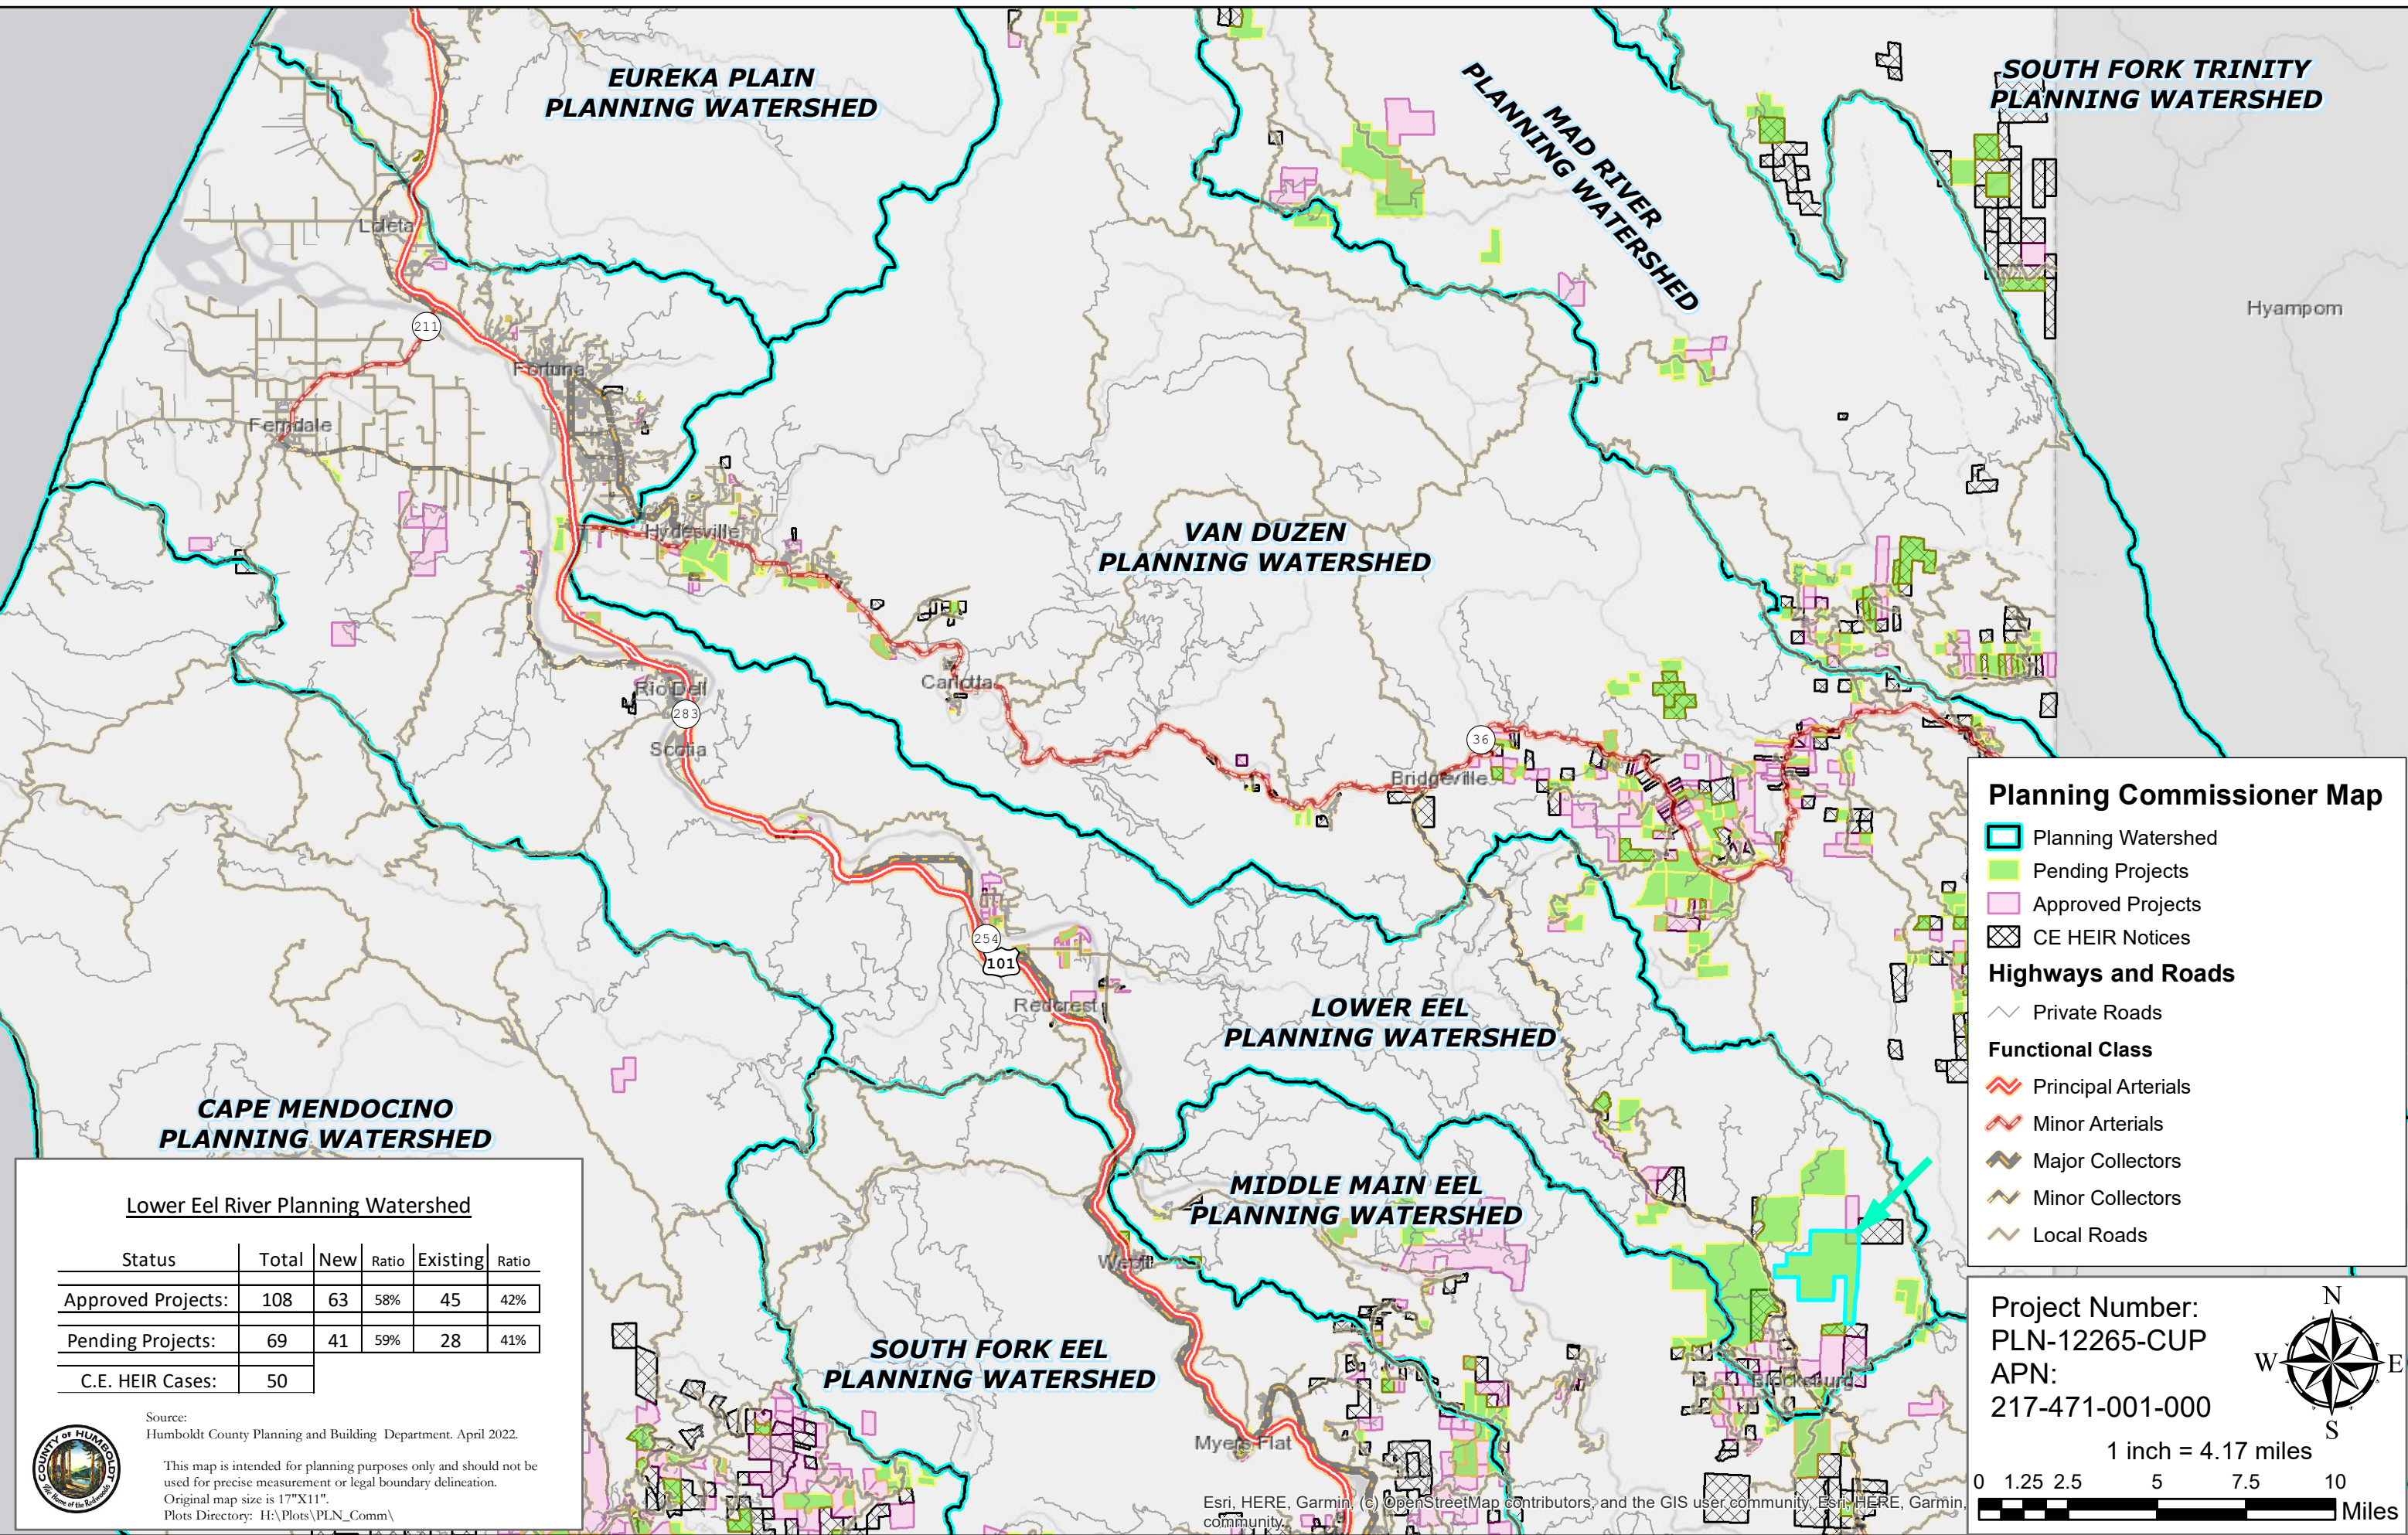 EUREKA PLAIN
PLANNING WATERSHED
MAD RIVER
PLANNING WATERSHED
SOUTH FORK TRINITY
PLANNING WATERSHED
Loleta
Hyampom
211
Fortuna
Ferndale
Hydesville
VAN DUZEN
PLANNING WATERSHED
Carlotta
Rio Dell
283
Scotia
36
Bridgeville
254
101
Redcrest
LOWER EEL
PLANNING WATERSHED
CAPE MENDOCINO
PLANNING WATERSHED
MIDDLE MAIN EEL
PLANNING WATERSHED
Weott
SOUTH FORK EEL
PLANNING WATERSHED
Blocksburg
Myers Flat
Planning Commissioner Map
Planning Watershed
Pending Projects
Approved Projects
CE HEIR Notices
Highways and Roads
Private Roads
Functional Class
Principal Arterials
Minor Arterials
Major Collectors
Minor Collectors
Local Roads
Lower Eel River Planning Watershed
Status Total New Ratio Existing Ratio
Approved Projects: 108 63 58% 45 42%
Pending Projects: 69 41 59% 28 41%
C.E. HEIR Cases: 50
Source:
Humboldt County Planning and Building Department. April 2022.
This map is intended for planning purposes only and should not be
used for precise measurement or legal boundary delineation.
Original map size is 17"X11".
Plots Directory: H:\Plots\PLN_Comm\
COUNTY OF HUMBOLDT
The Home of the Redwoods
Project Number:
PLN-12265-CUP
APN:
217-471-001-000
N
W E
S
1 inch = 4.17 miles
0 1.25 2.5 5 7.5 10
Miles
Esri, HERE, Garmin, (c) OpenStreetMap contributors, and the GIS user community, Esri, HERE, Garmin,
community